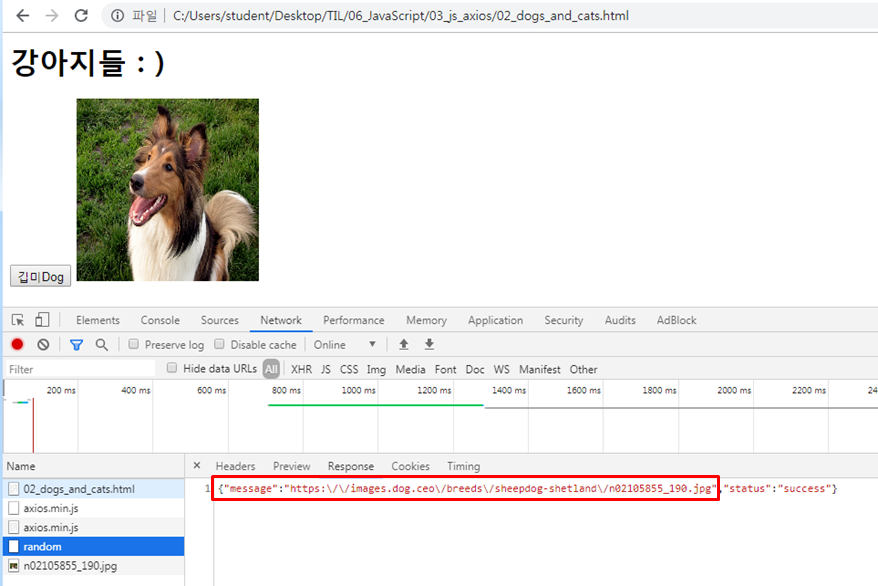 파일 C:/Users/student/Desktop/TIL/06_JavaScript/03_js_axios/02_dogs_and_cats.html
강아지들 : )
깁미Dog
Elements Console Sources Network Performance Memory Application Security Audits AdBlock
Preserve log Disable cache Online
Filter Hide data URLs All XHR JS CSS Img Media Font Doc WS Manifest Other
200 ms 400 ms 600 ms 800 ms 1000 ms 1200 ms 1400 ms 1600 ms 1800 ms 2000 ms 2200 ms 24
Name × Headers Preview Response Cookies Timing
02_dogs_and_cats.html
1 {"message":"https:\/\/images.dog.ceo\/breeds\/sheepdog-shetland\/n02105855_190.jpg","status":"success"}
axios.min.js
axios.min.js
random
n02105855_190.jpg